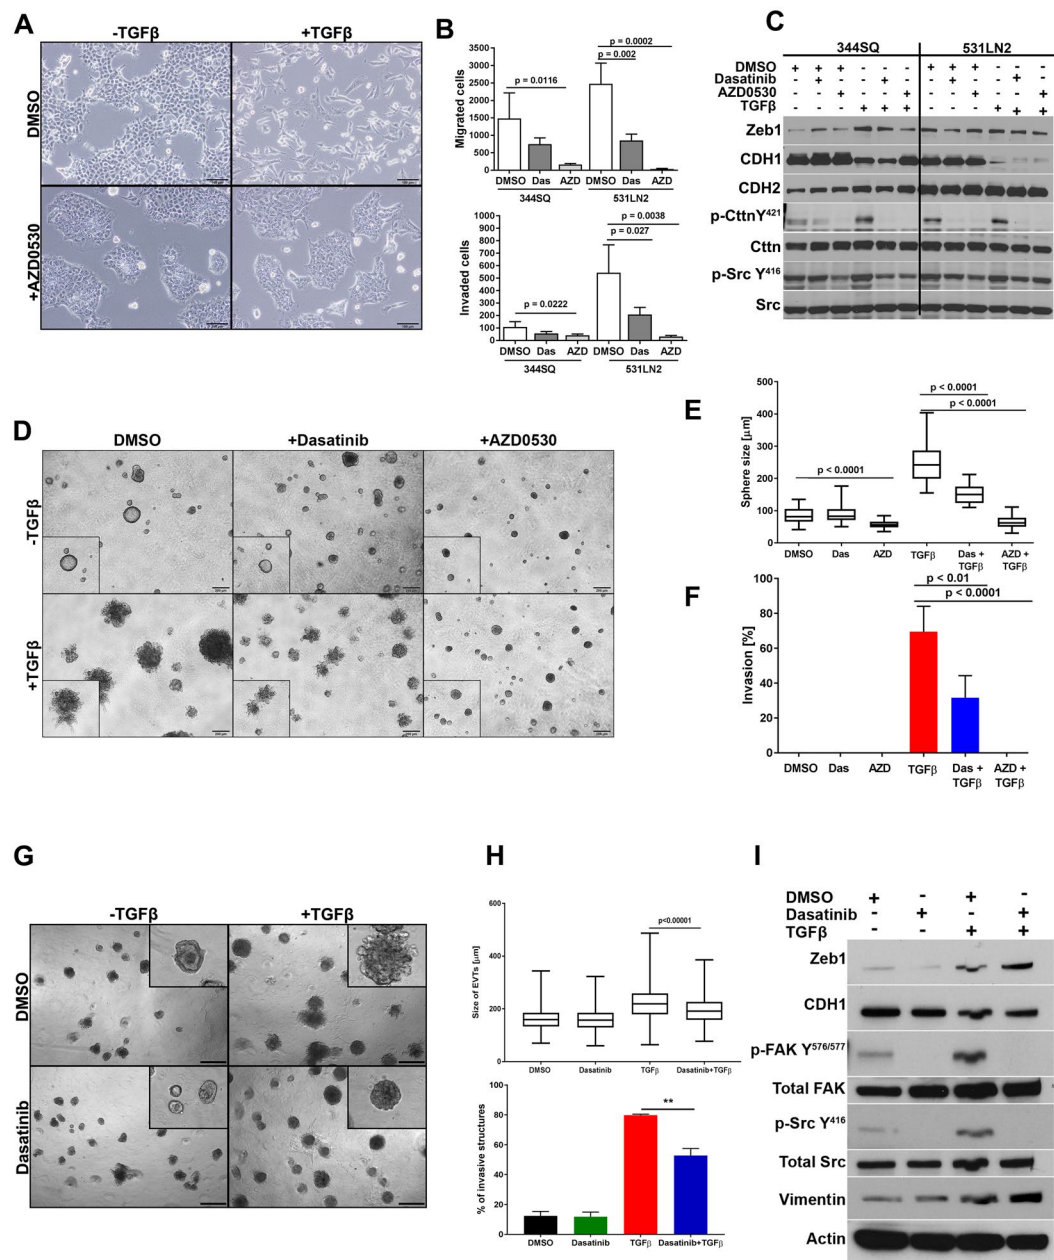 A
-TGFβ
+TGFβ
DMSO
+AZD0530
B
Migrated cells
3500
3000
2500
2000
1500
1000
500
0
p = 0.0116
p = 0.0002
p = 0.002
DMSO Das AZD DMSO Das AZD
344SQ 531LN2
Invaded cells
1000
900
800
700
600
500
400
300
200
100
0
p = 0.0222
p = 0.0038
p = 0.027
DMSO Das AZD DMSO Das AZD
344SQ 531LN2
C
344SQ 531LN2
DMSO + + + - - - + + + - - -
Dasatinib - + - - + - - + - - + -
AZD0530 - - + - - + - - + - - +
TGFβ - - - + + + - - - + + +
Zeb1
CDH1
CDH2
p-CttnY421
Cttn
p-Src Y416
Src
D
DMSO +Dasatinib +AZD0530
-TGFβ
+TGFβ
E
Sphere size [µm]
500
400
300
200
100
0
p < 0.0001
p < 0.0001
p < 0.0001
DMSO Das AZD TGFβ Das + TGFβ AZD + TGFβ
F
Invasion [%]
100
80
60
40
20
0
p < 0.01
p < 0.0001
DMSO Das AZD TGFβ Das + TGFβ AZD + TGFβ
G
-TGFβ +TGFβ
DMSO
Dasatinib
H
Size of EVTs [µm]
600
400
200
0
p<0.00001
DMSO Dasatinib TGFβ Dasatinib+TGFβ
% of invasive structures
100
80
60
40
20
0
**
DMSO Dasatinib TGFβ Dasatinib+TGFβ
I
DMSO + - + -
Dasatinib - + - +
TGFβ - - + +
Zeb1
CDH1
p-FAK Y576/577
Total FAK
p-Src Y416
Total Src
Vimentin
Actin